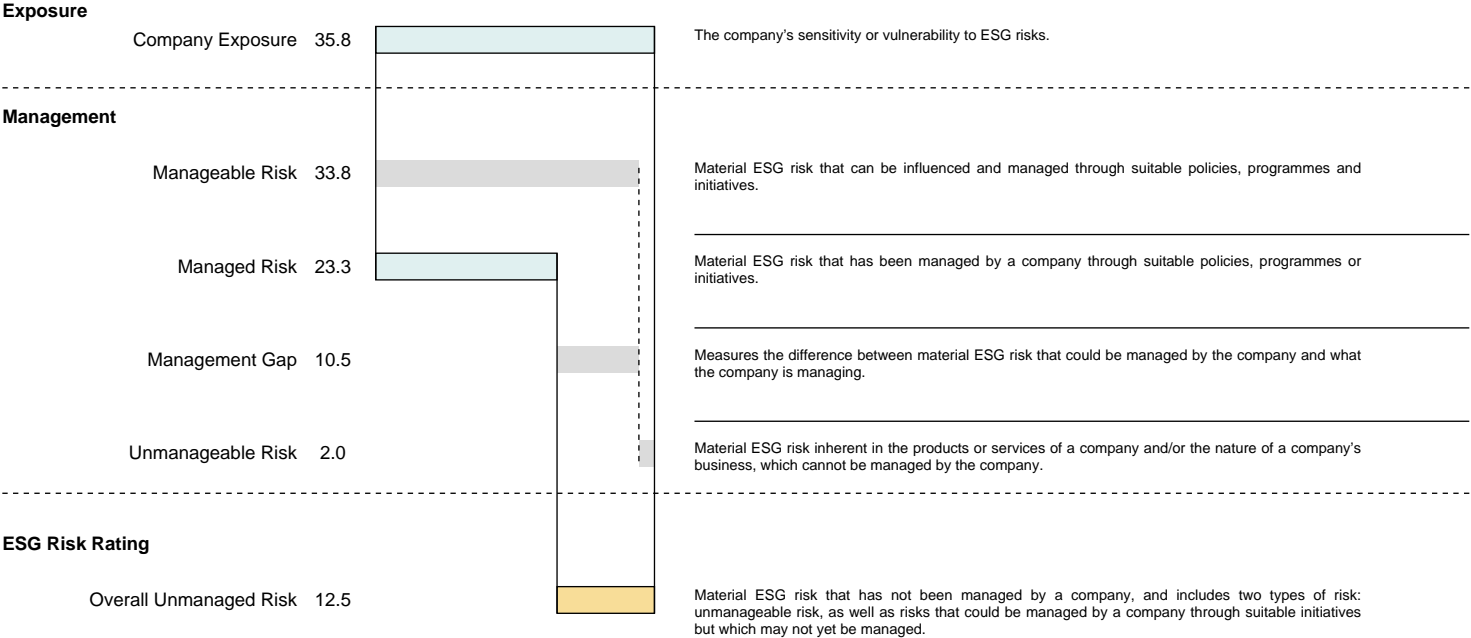 Exposure
Company Exposure 35.8
The company’s sensitivity or vulnerability to ESG risks.
Management
Manageable Risk 33.8
Material ESG risk that can be influenced and managed through suitable policies, programmes and
initiatives.
Managed Risk 23.3
Material ESG risk that has been managed by a company through suitable policies, programmes or
initiatives.
Management Gap 10.5
Measures the difference between material ESG risk that could be managed by the company and what
the company is managing.
Unmanageable Risk 2.0
Material ESG risk inherent in the products or services of a company and/or the nature of a company’s
business, which cannot be managed by the company.
ESG Risk Rating
Overall Unmanaged Risk 12.5
Material ESG risk that has not been managed by a company, and includes two types of risk:
unmanageable risk, as well as risks that could be managed by a company through suitable initiatives
but which may not yet be managed.